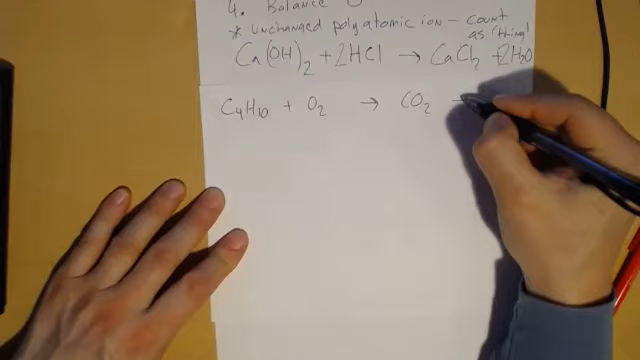 4. Balance O
* Unchanged polyatomic ion - count
as 'thing'
Ca(OH)₂ + 2HCl → CaCl₂ + 2H₂O
C₄H₁₀ + O₂ → CO₂